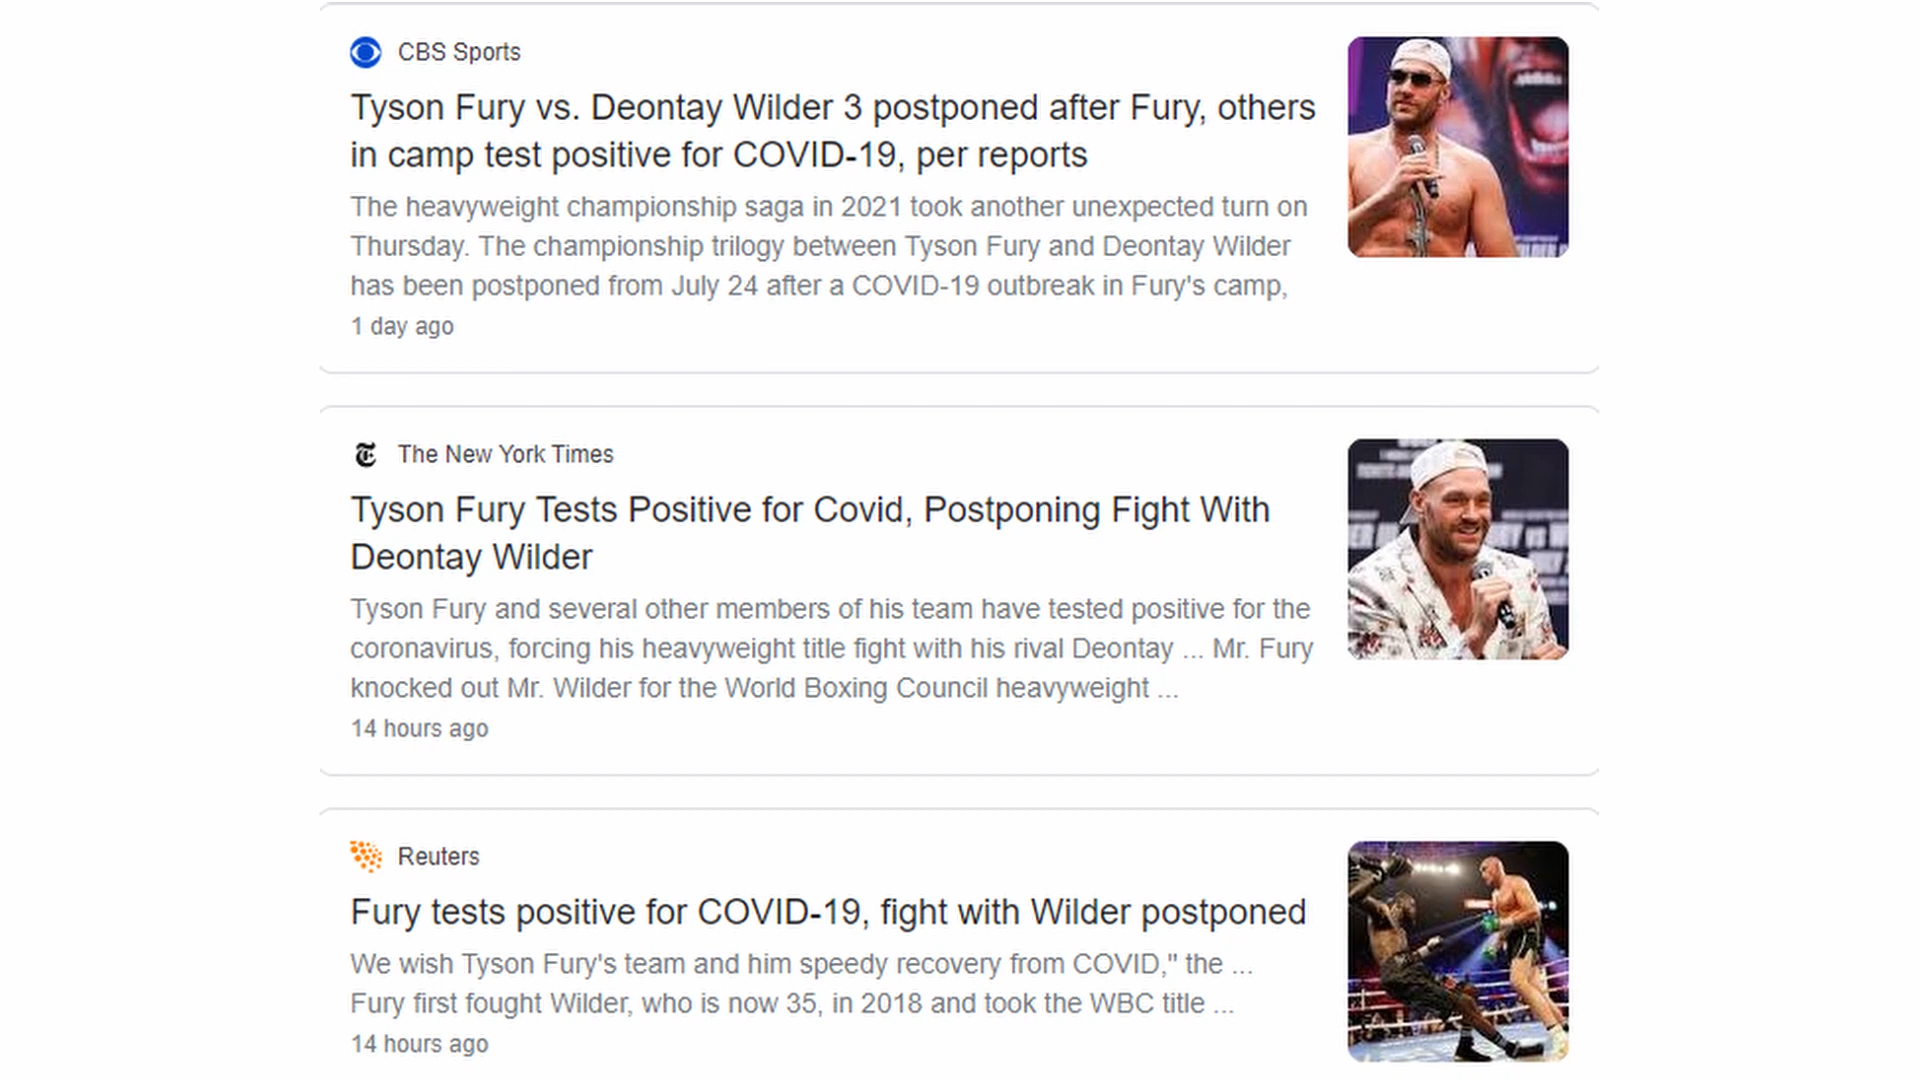 CBS Sports
Tyson Fury vs. Deontay Wilder 3 postponed after Fury, others
in camp test positive for COVID-19, per reports
The heavyweight championship saga in 2021 took another unexpected turn on
Thursday. The championship trilogy between Tyson Fury and Deontay Wilder
has been postponed from July 24 after a COVID-19 outbreak in Fury's camp,
1 day ago
The New York Times
Tyson Fury Tests Positive for Covid, Postponing Fight With
Deontay Wilder
Tyson Fury and several other members of his team have tested positive for the
coronavirus, forcing his heavyweight title fight with his rival Deontay ... Mr. Fury
knocked out Mr. Wilder for the World Boxing Council heavyweight ...
14 hours ago
Reuters
Fury tests positive for COVID-19, fight with Wilder postponed
We wish Tyson Fury's team and him speedy recovery from COVID," the ...
Fury first fought Wilder, who is now 35, in 2018 and took the WBC title ...
14 hours ago